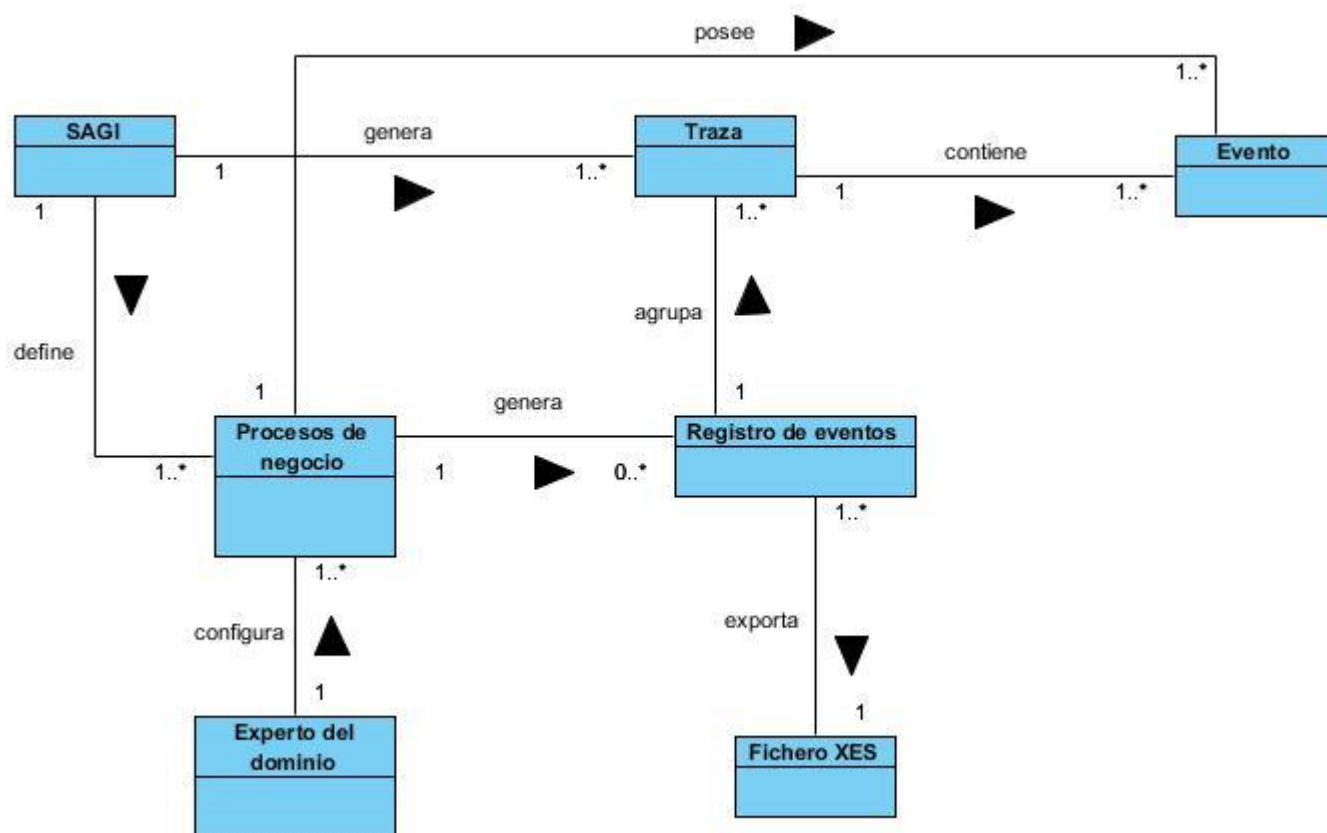 posee
1..*
SAGI
genera
Traza
contiene
Evento
1
1..*
1
1..*
1
1..*
agrupa
define
1
genera
1
Procesos de
negocio
Registro de eventos
1..*
1
0..*
1..*
1..*
configura
exporta
1
1
Experto del
dominio
Fichero XES